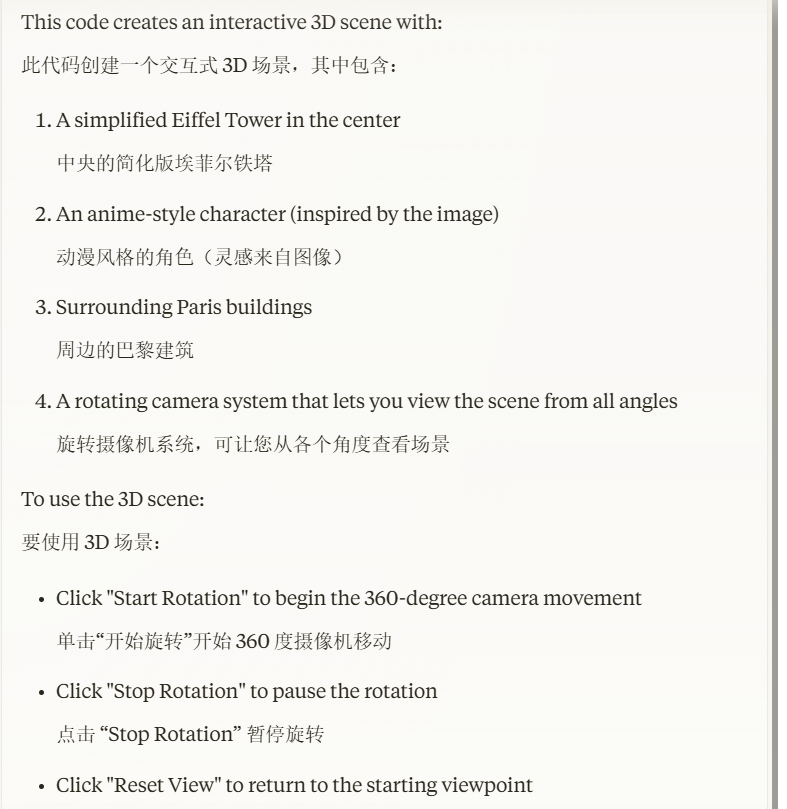 This code creates an interactive 3D scene with:
此代码创建一个交互式 3D 场景，其中包含：
1. A simplified Eiffel Tower in the center
中央的简化版埃菲尔铁塔
2. An anime-style character (inspired by the image)
动漫风格的角色（灵感来自图像）
3. Surrounding Paris buildings
周边的巴黎建筑
4. A rotating camera system that lets you view the scene from all angles
旋转摄像机系统，可让您从各个角度查看场景
To use the 3D scene:
要使用 3D 场景：
• Click "Start Rotation" to begin the 360-degree camera movement
单击“开始旋转”开始 360 度摄像机移动
• Click "Stop Rotation" to pause the rotation
点击 “Stop Rotation” 暂停旋转
• Click "Reset View" to return to the starting viewpoint